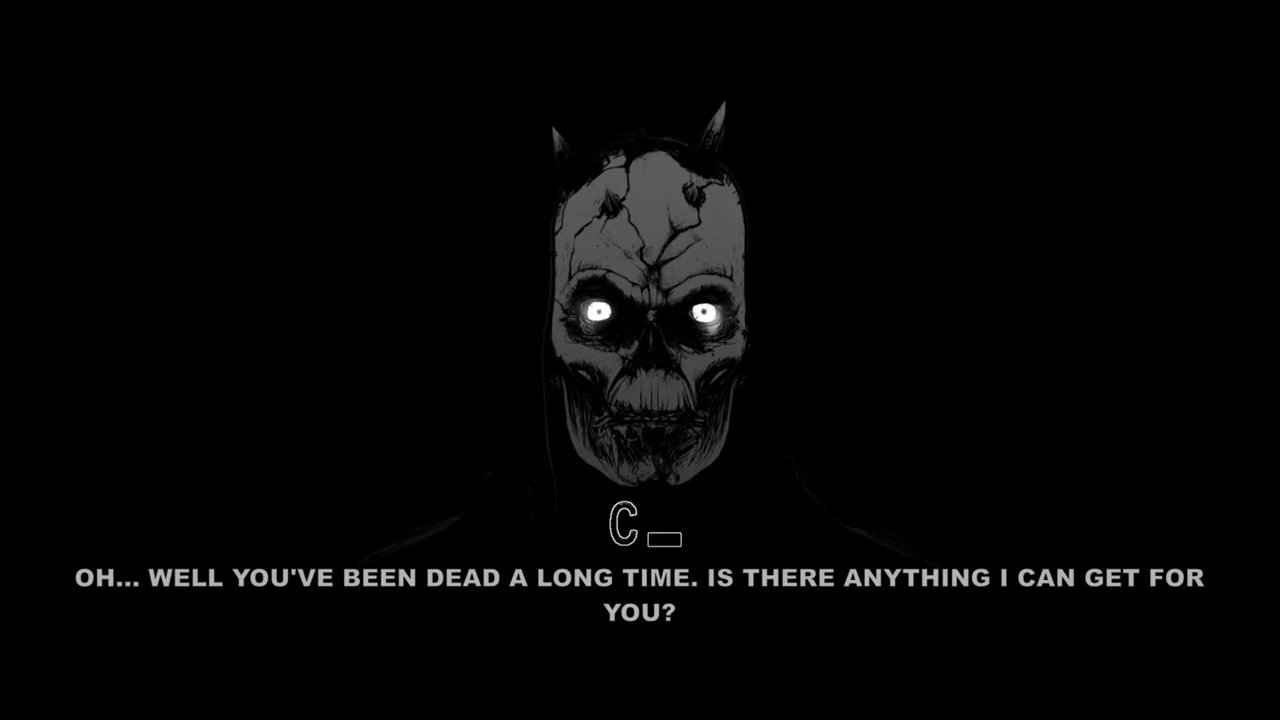 C_
OH... WELL YOU'VE BEEN DEAD A LONG TIME. IS THERE ANYTHING I CAN GET FOR
YOU?